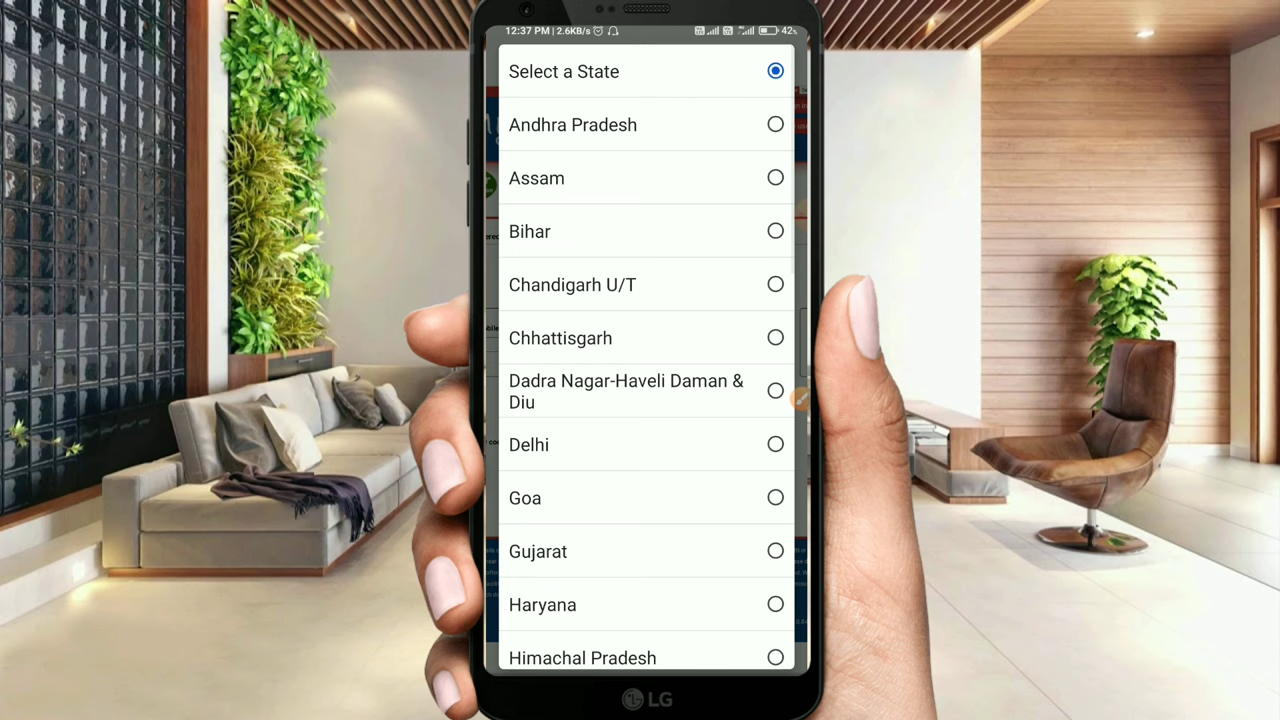 12:37 PM | 2.6KB/s 42%
Select a State
Andhra Pradesh
Assam
Bihar
Chandigarh U/T
Chhattisgarh
Dadra Nagar-Haveli Daman &
Diu
Delhi
Goa
Gujarat
Haryana
Himachal Pradesh
LG